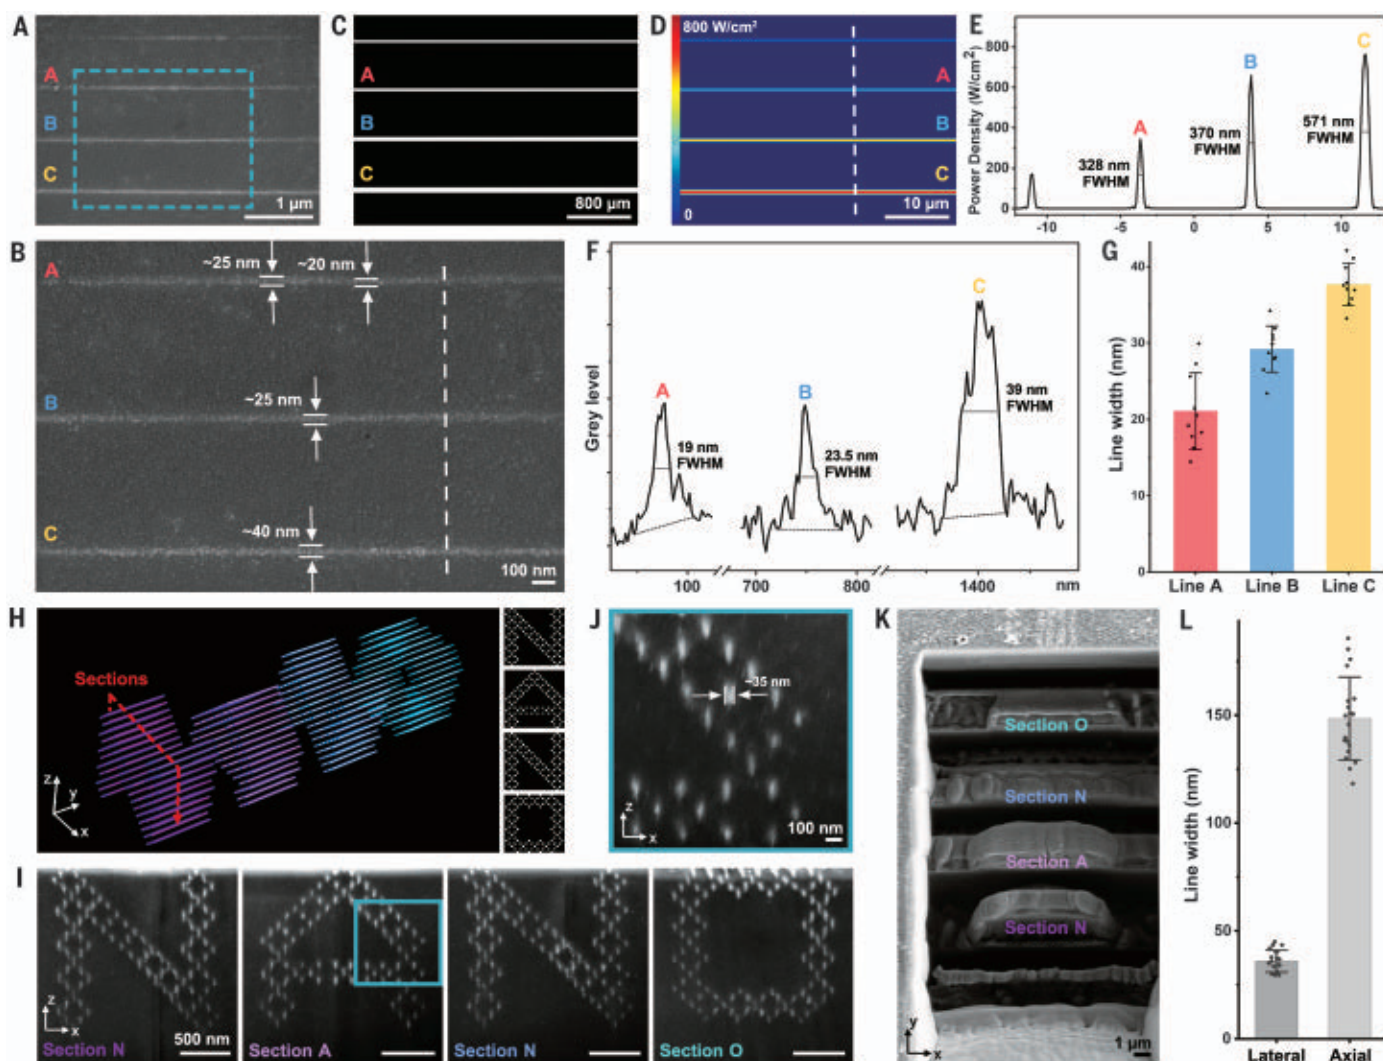 A
A
B
C
1 µm
C
A
B
C
800 µm
D
800 W/cm²
A
B
C
0
10 µm
E
Power Density (W/cm²)
800
600
400
200
0
A
B
C
328 nm
FWHM
370 nm
FWHM
571 nm
FWHM
-10
-5
0
5
10
B
A
~25 nm
~20 nm
B
~25 nm
C
~40 nm
100 nm
F
Grey level
A
B
C
19 nm
FWHM
23.5 nm
FWHM
39 nm
FWHM
100
700
800
1400
nm
G
Line width (nm)
40
30
20
10
0
Line A
Line B
Line C
H
Sections
z
y
x
J
~35 nm
z
x
100 nm
K
Section O
Section N
Section A
Section N
y
x
1 µm
L
Line width (nm)
150
100
50
0
Lateral
Axial
I
z
x
Section N
500 nm
Section A
Section N
Section O